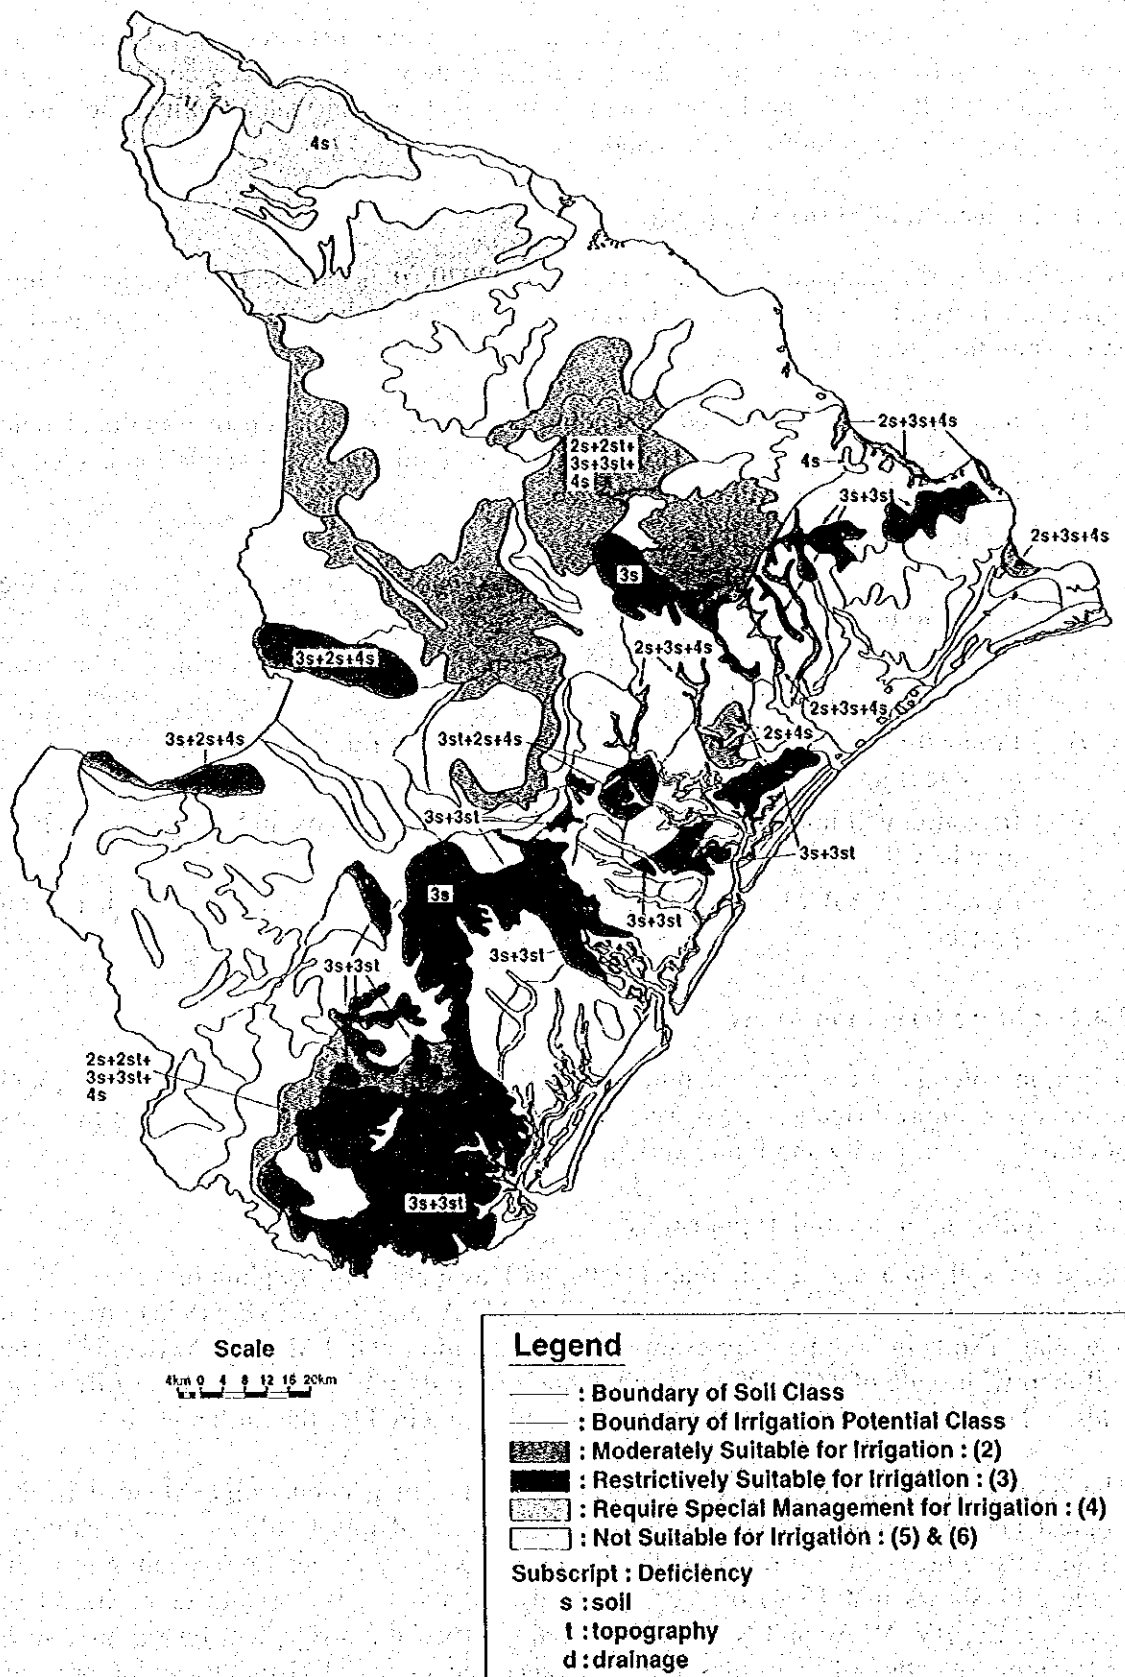 4s
2s+2st+
3s+3st+
4s
2s+3s+4s
4s
3s+3st
2s+3s+4s
3s
2s+3s+4s
3s+2s+4s
2s+3s+4s
3s+2s+4s
3st+2s+4s
2s+4s
3s+3st
3s+3st
3s
3s+3st
3s+3st
3s+3st
2s+2st+
3s+3st+
4s
3s+3st
Scale
4km 0 4 8 12 16 20km
Legend
: Boundary of Soil Class
: Boundary of Irrigation Potential Class
: Moderately Suitable for Irrigation : (2)
: Restrictively Suitable for Irrigation : (3)
: Require Special Management for Irrigation : (4)
: Not Suitable for Irrigation : (5) & (6)
Subscript : Deficiency
s : soil
t : topography
d : drainage